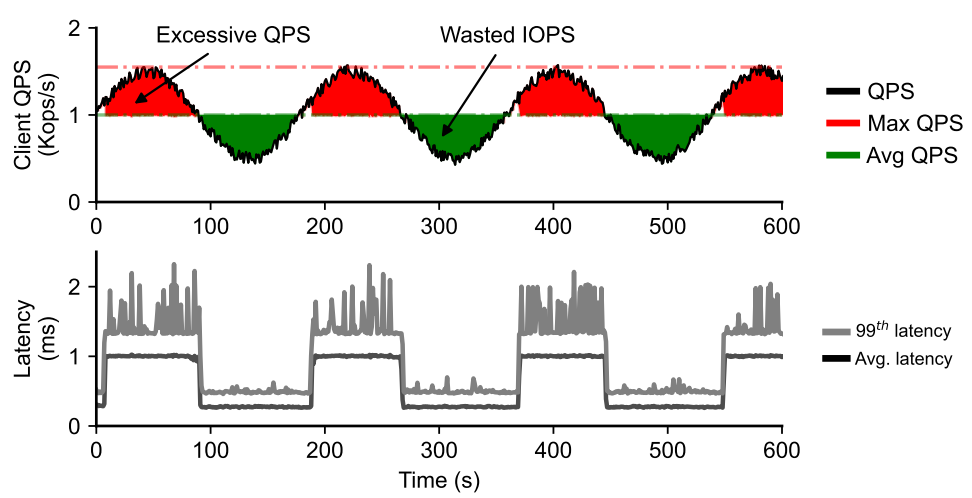 Excessive QPS
Wasted IOPS
Client QPS
(Kops/s)
2
1
0
0 100 200 300 400 500 600
QPS
Max QPS
Avg QPS
Latency
(ms)
2
1
0
0 100 200 300 400 500 600
Time (s)
99th latency
Avg. latency